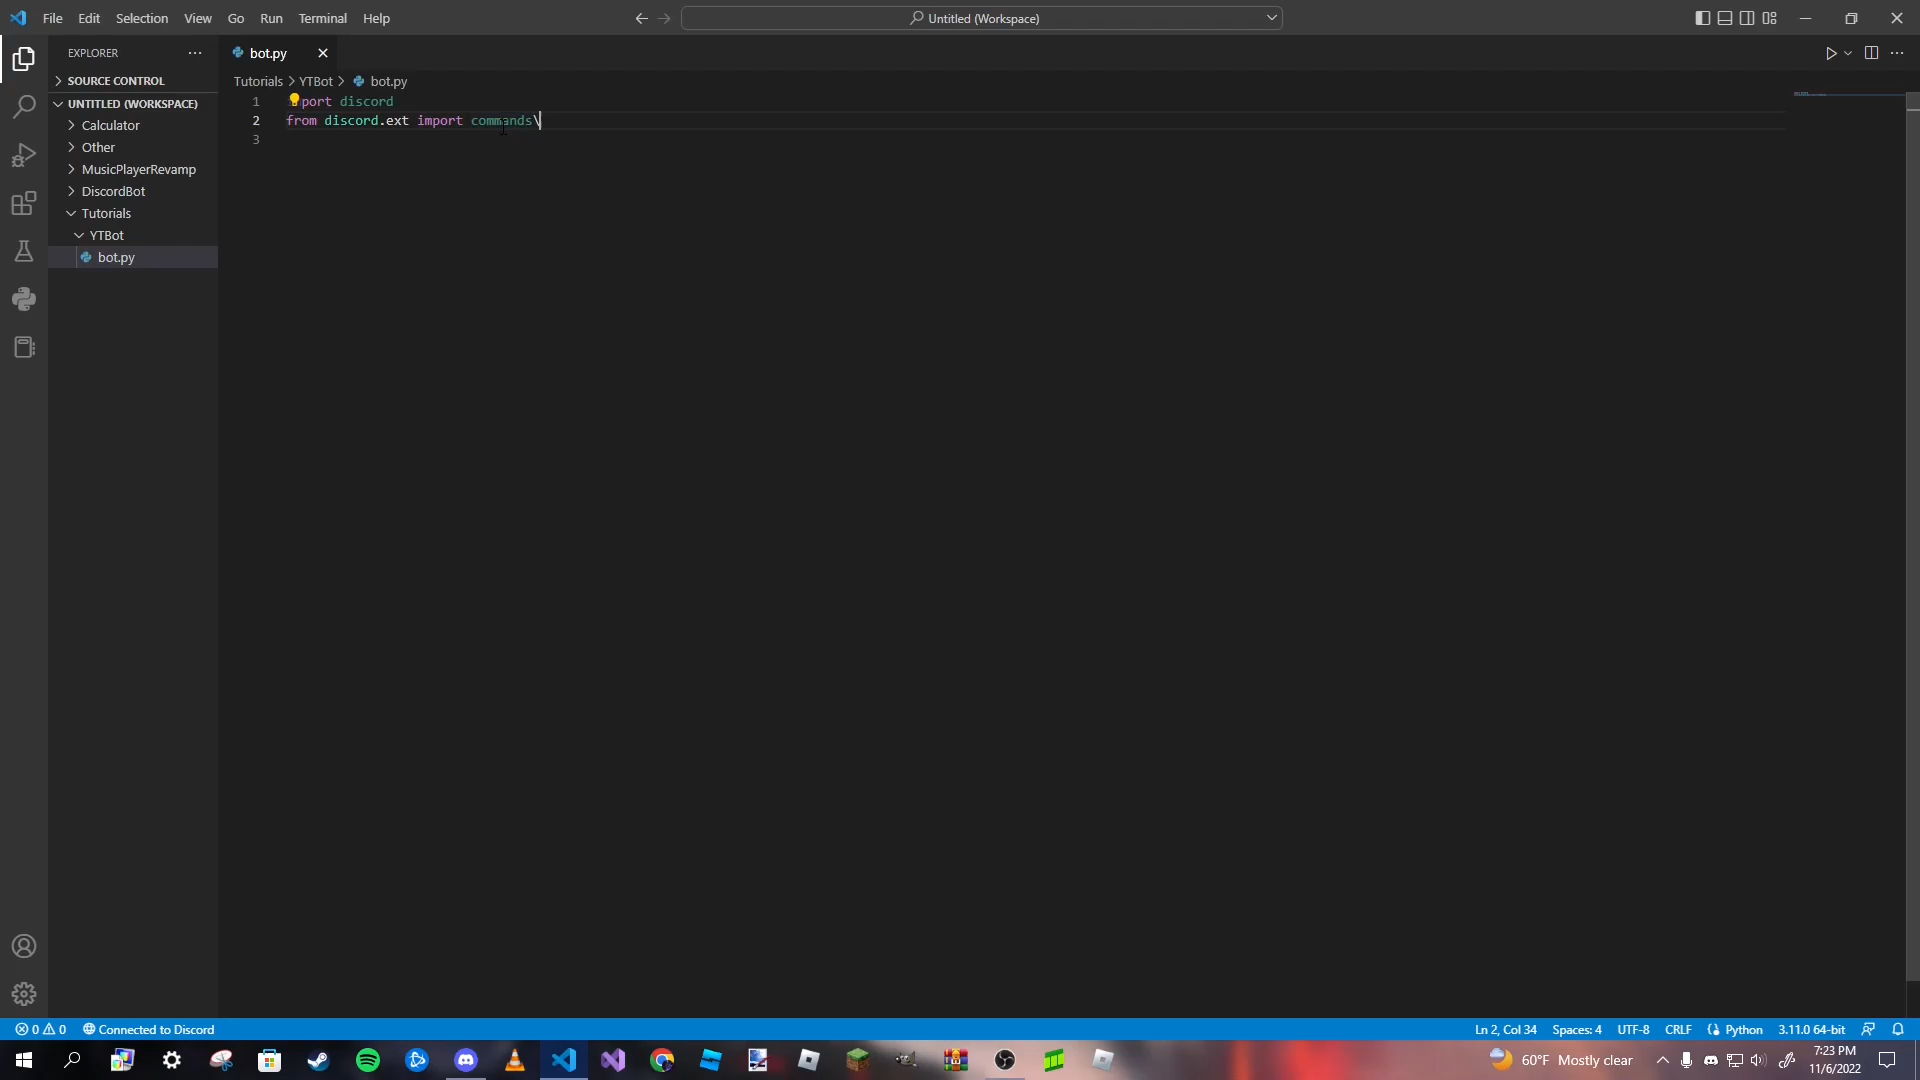 File Edit Selection View Go Run Terminal Help
Untitled (Workspace)
EXPLORER
bot.py
SOURCE CONTROL
Tutorials > YTBot > bot.py
UNTITLED (WORKSPACE)
1 port discord
Calculator
2 from discord.ext import commands\
Other
3
MusicPlayerRevamp
DiscordBot
Tutorials
YTBot
bot.py
0 0 Connected to Discord
Ln 2, Col 34 Spaces: 4 UTF-8 CRLF Python 3.11.0 64-bit
60°F Mostly clear
7:23 PM
11/6/2022